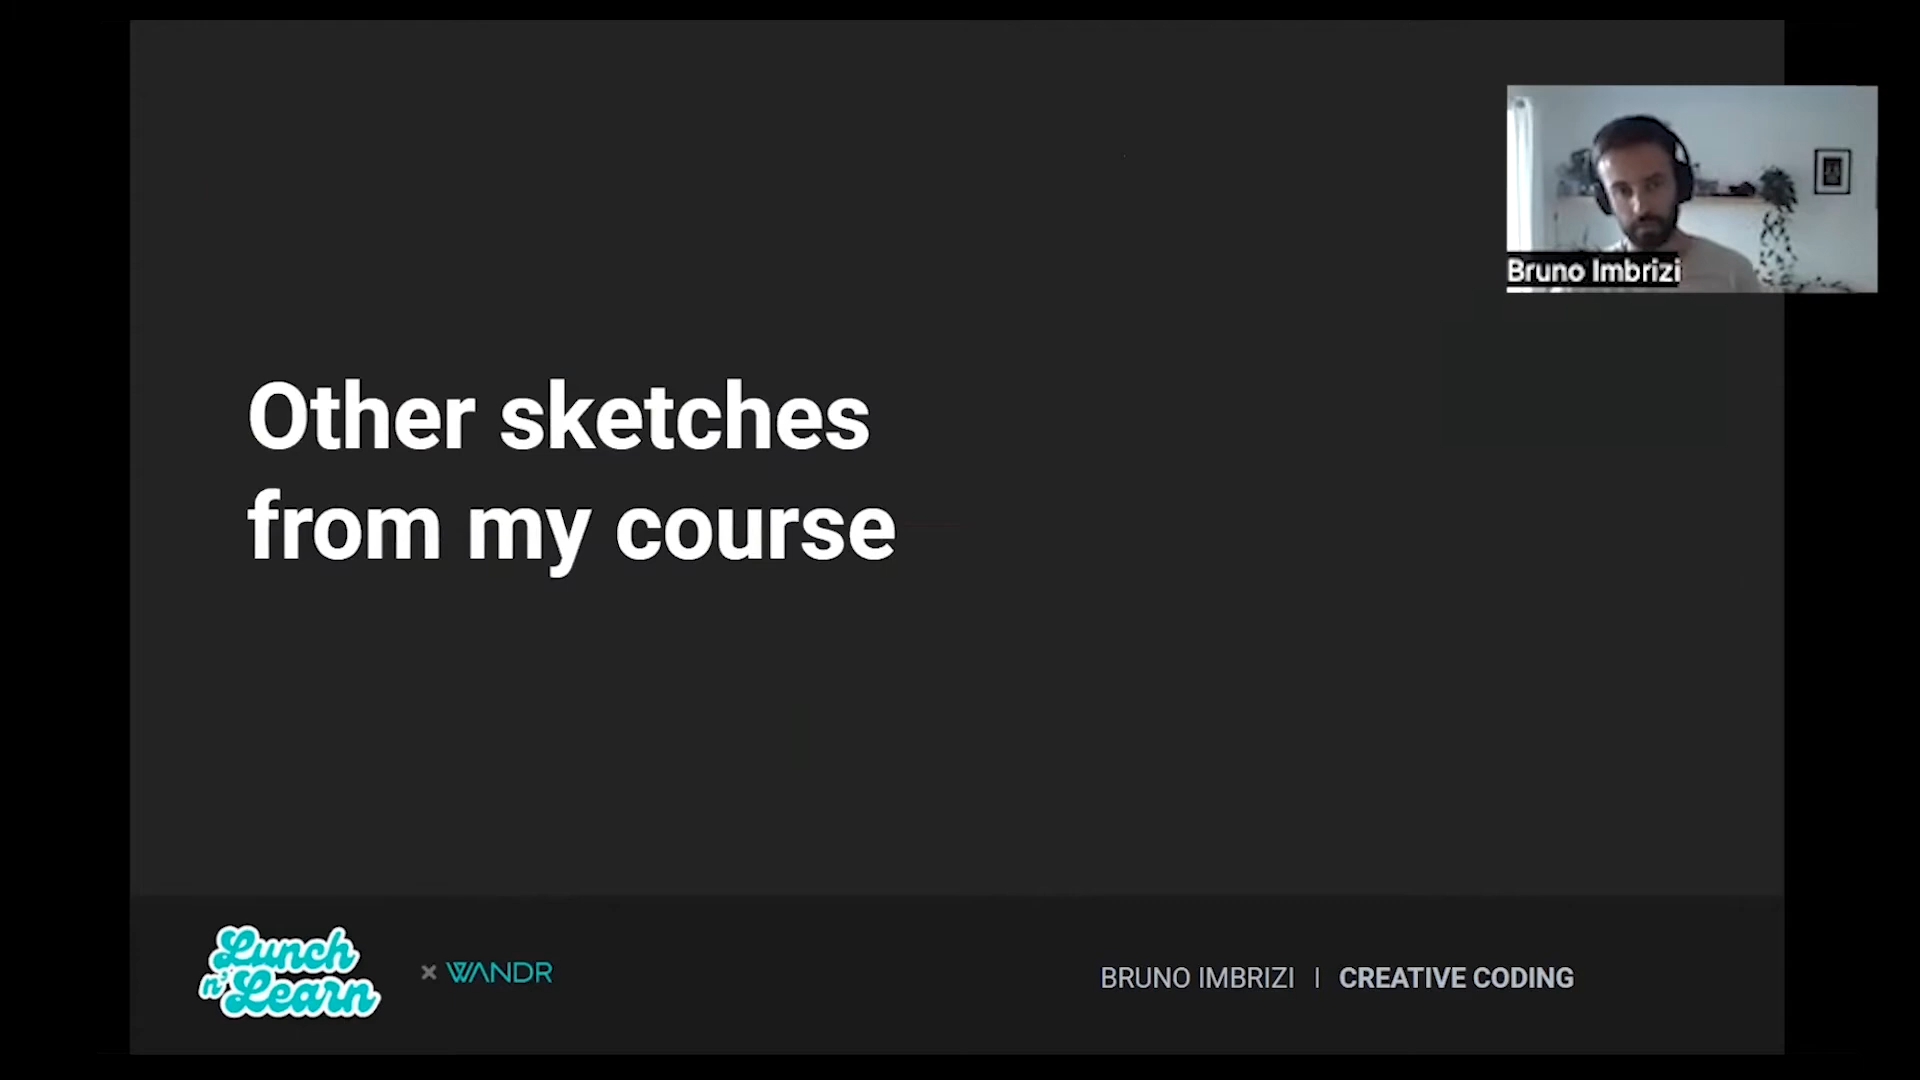 Bruno Imbrizi
Other sketches
from my course
Lunch
n' Learn
× WANDR
BRUNO IMBRIZI | CREATIVE CODING